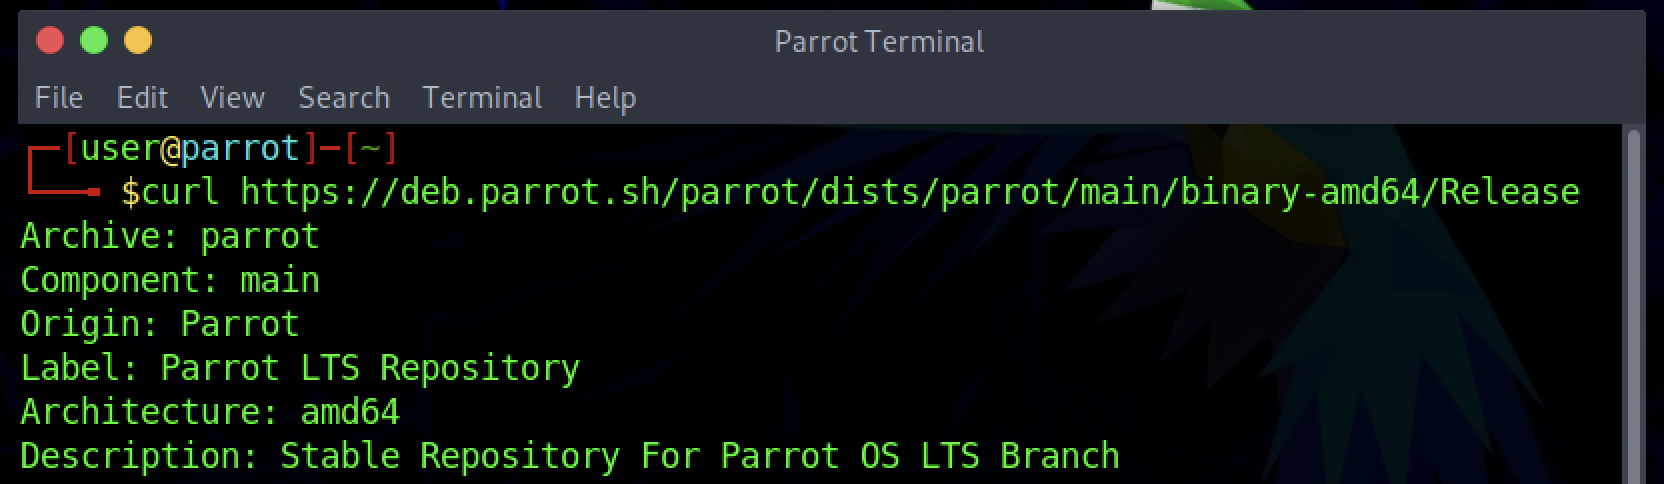 Parrot Terminal
File Edit View Search Terminal Help
┌─[user@parrot]─[~]
└──╼ $curl https://deb.parrot.sh/parrot/dists/parrot/main/binary-amd64/Release
Archive: parrot
Component: main
Origin: Parrot
Label: Parrot LTS Repository
Architecture: amd64
Description: Stable Repository For Parrot OS LTS Branch